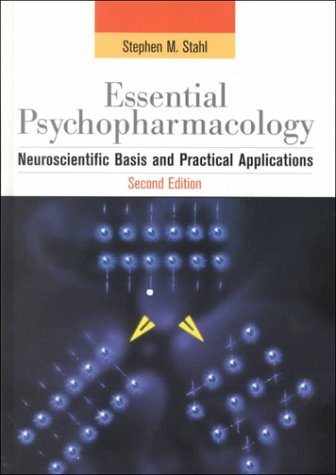 Stephen M. Stahl
Essential
Psychopharmacology
Neuroscientific Basis and Practical Applications
Second Edition